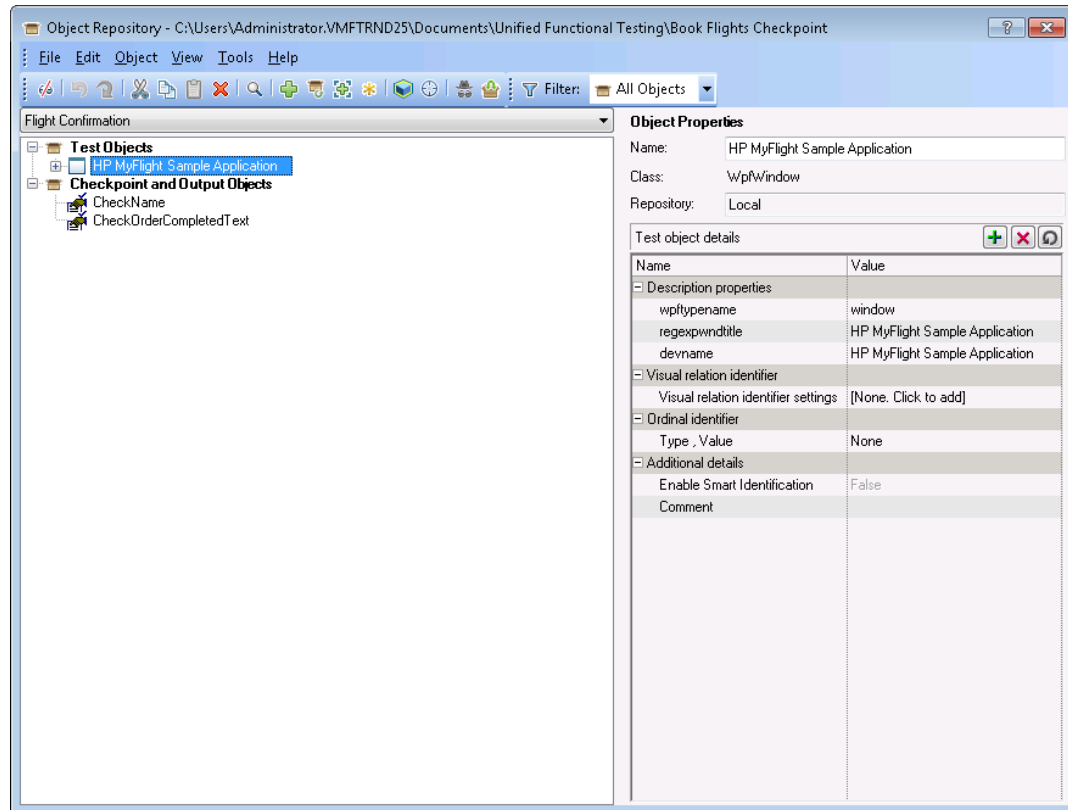 Object Repository - C:\Users\Administrator.VMFTRND25\Documents\Unified Functional Testing\Book Flights Checkpoint
File Edit Object View Tools Help
Filter: All Objects
Flight Confirmation
Test Objects
HP MyFlight Sample Application
Checkpoint and Output Objects
CheckName
CheckOrderCompletedText
Object Properties
Name: HP MyFlight Sample Application
Class: WpfWindow
Repository: Local
Test object details
Name Value
Description properties
wpftypename window
regexpwndtitle HP MyFlight Sample Application
devname HP MyFlight Sample Application
Visual relation identifier
Visual relation identifier settings [None. Click to add]
Ordinal identifier
Type , Value None
Additional details
Enable Smart Identification False
Comment